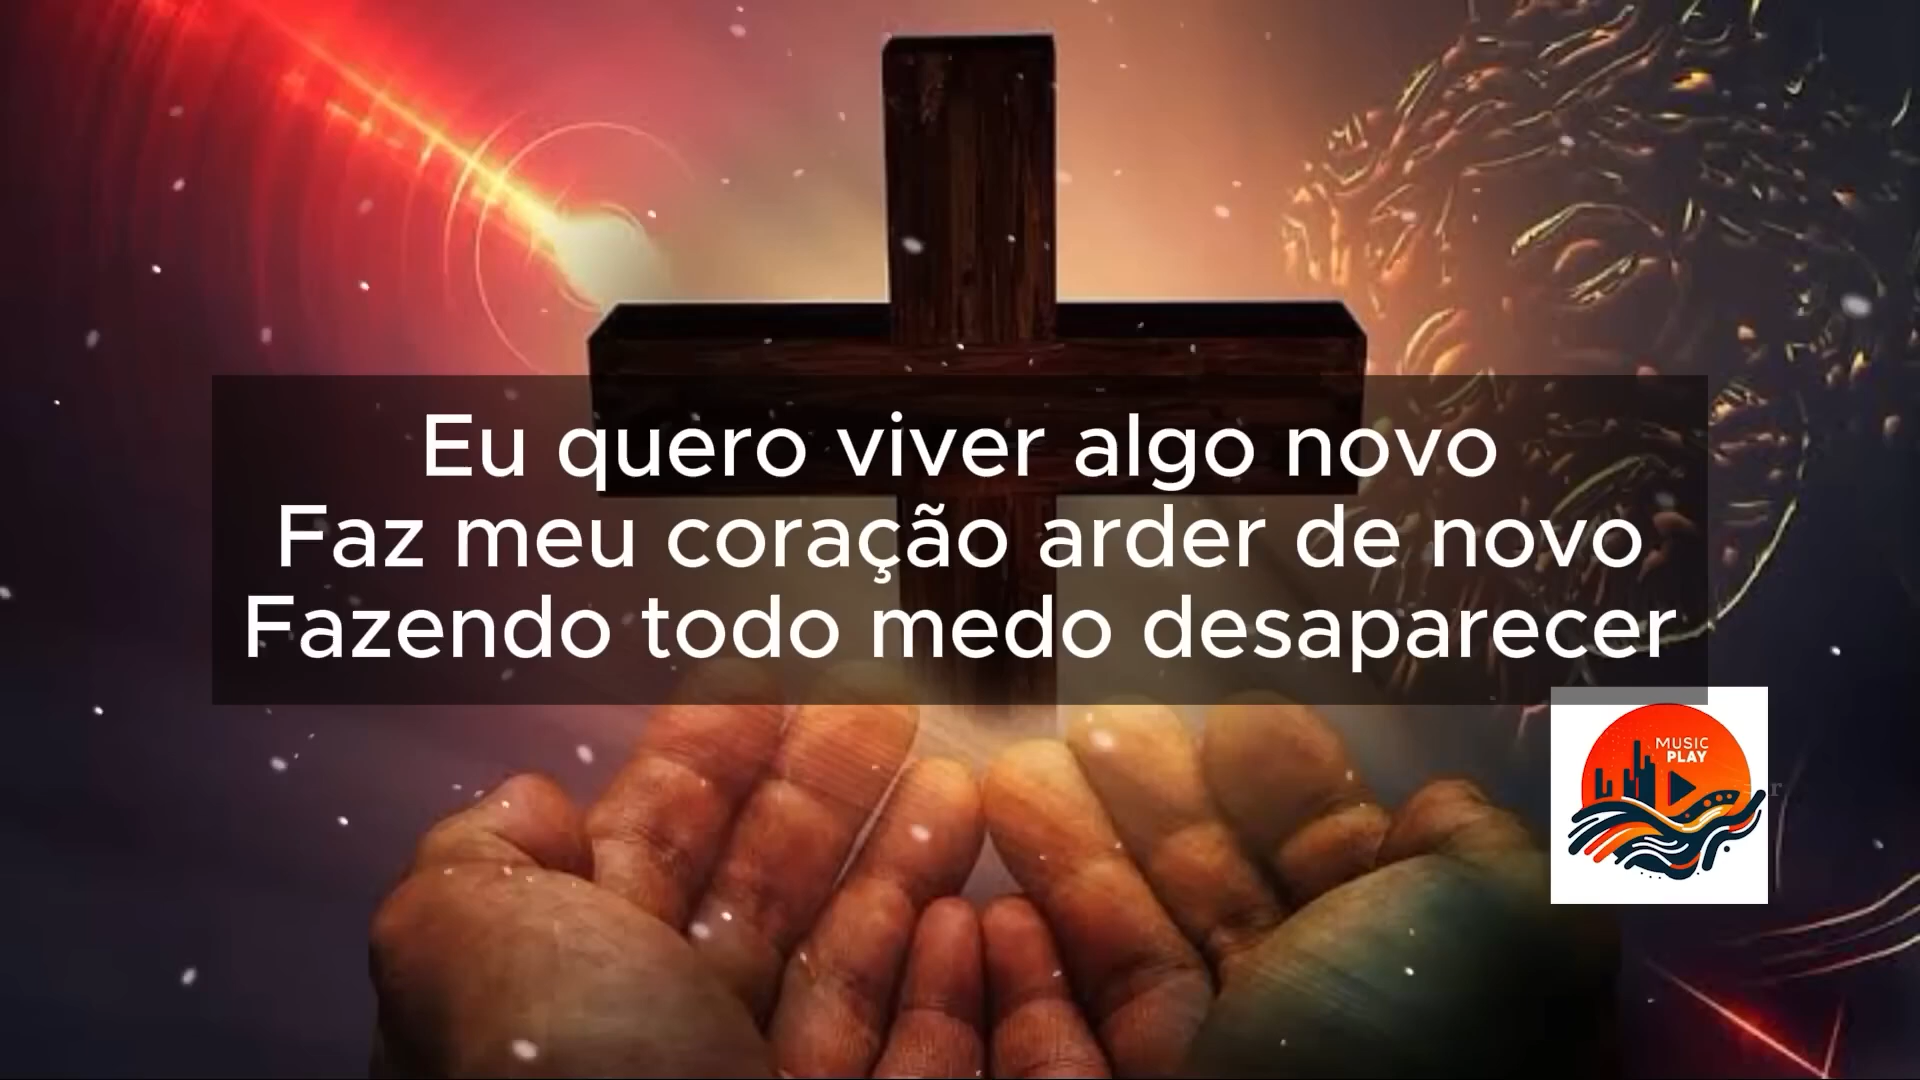 Eu quero viver algo novo
Faz meu coração arder de novo
Fazendo todo medo desaparecer
MUSIC
PLAY